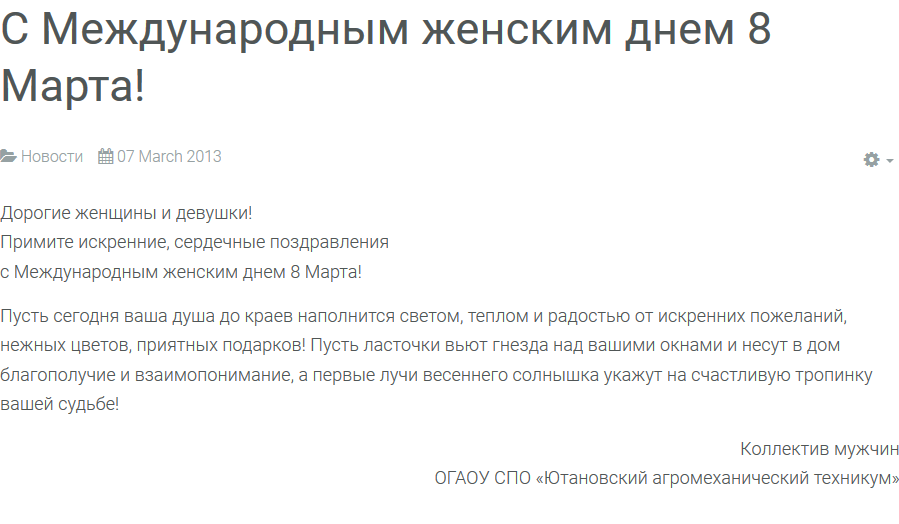 С Международным женским днем 8
Марта!
Новости 07 March 2013
Дорогие женщины и девушки!
Примите искренние, сердечные поздравления
с Международным женским днем 8 Марта!
Пусть сегодня ваша душа до краев наполнится светом, теплом и радостью от искренних пожеланий,
нежных цветов, приятных подарков! Пусть ласточки вьют гнезда над вашими окнами и несут в дом
благополучие и взаимопонимание, а первые лучи весеннего солнышка укажут на счастливую тропинку
вашей судьбе!
Коллектив мужчин
ОГАОУ СПО «Ютановский агромеханический техникум»